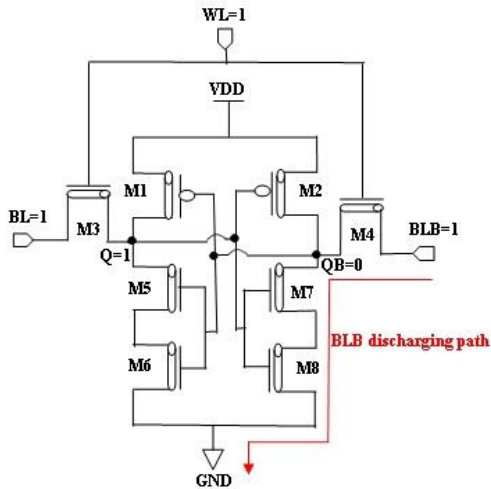 WL=1
VDD
M1
M2
BL=1
M3
M4
BLB=1
Q=1
QB=0
M5
M7
BLB discharging path
M6
M8
GND